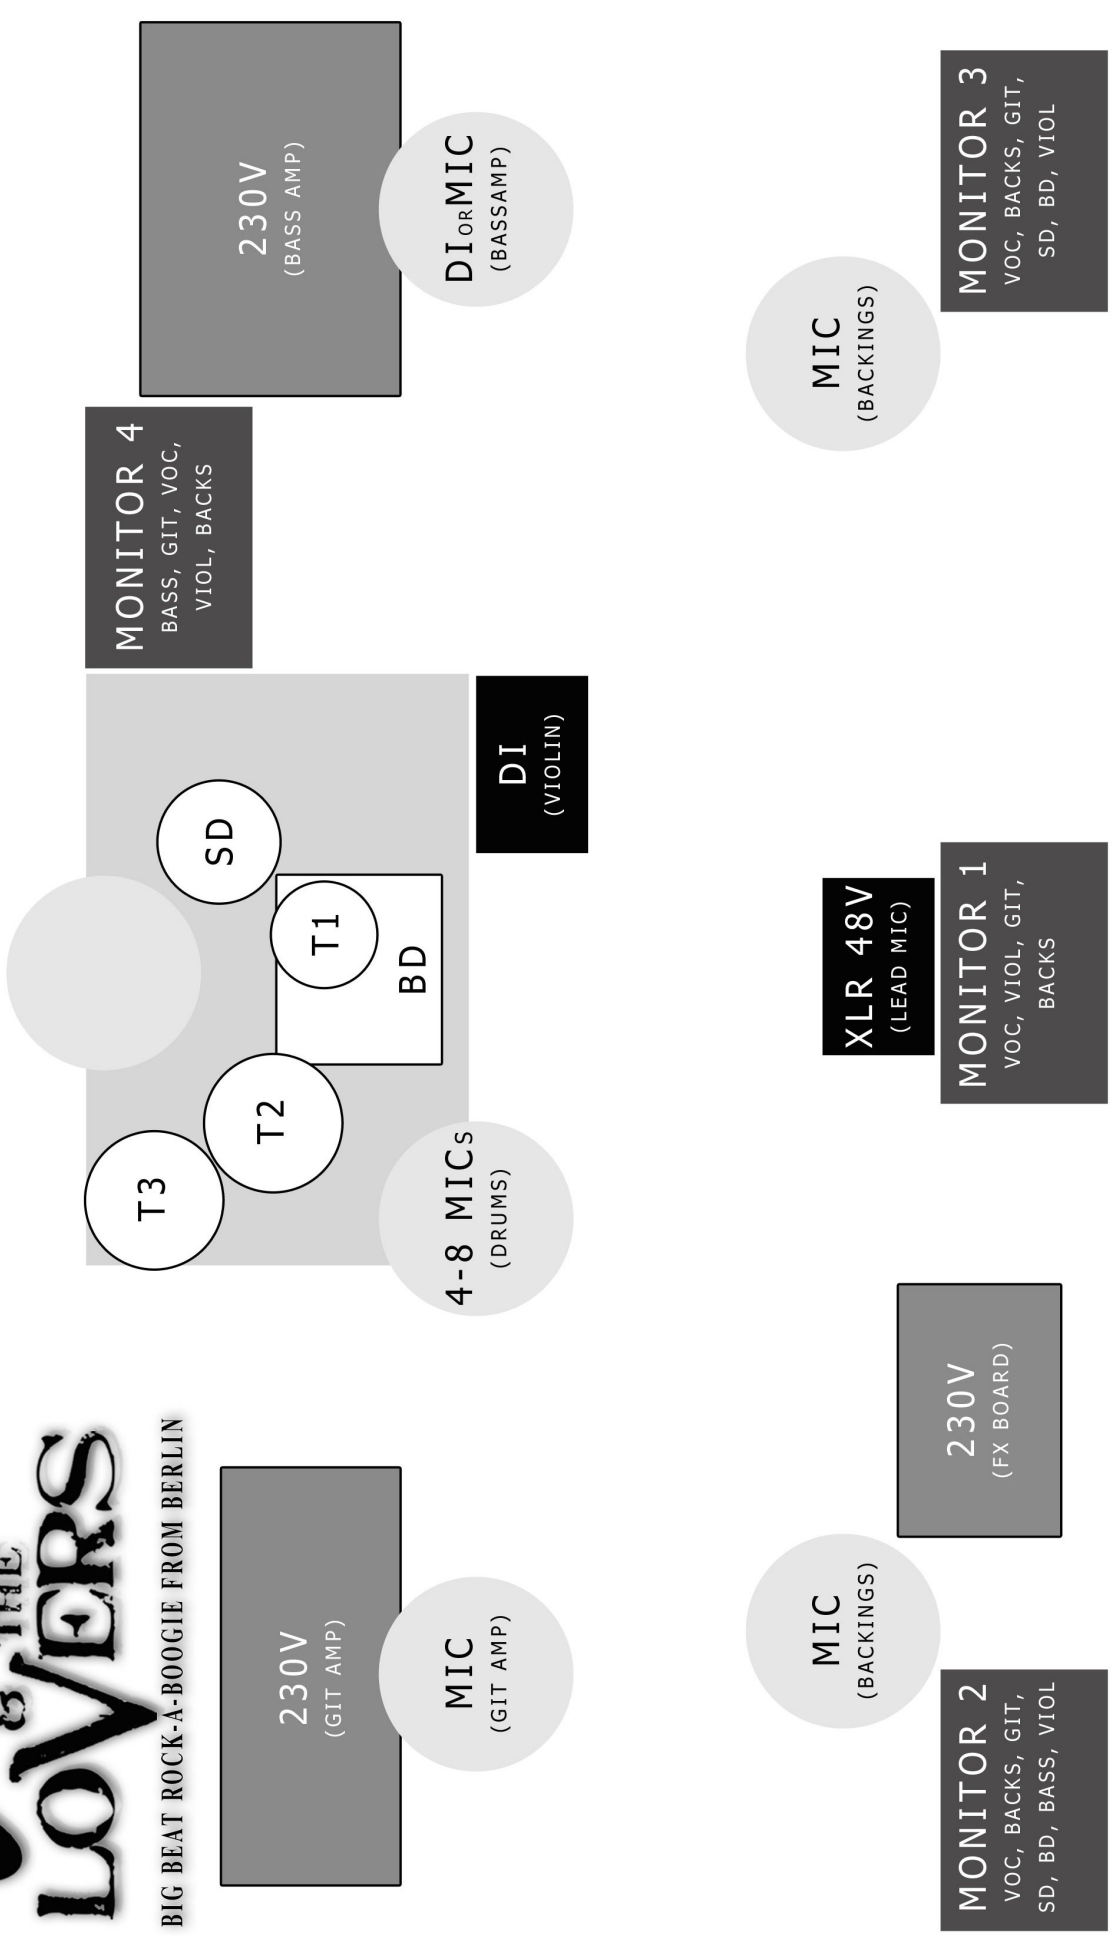 & THE
LOVERS
BIG BEAT ROCK-A-BOOGIE FROM BERLIN
230V
(GIT AMP)
MIC
(GIT AMP)
T3
T2
T1
SD
BD
4-8 MICs
(DRUMS)
DI
(VIOLIN)
MONITOR 4
BASS, GIT, VOC,
VIOL, BACKS
230V
(BASS AMP)
DI OR MIC
(BASSAMP)
MIC
(BACKINGS)
MONITOR 2
VOC, BACKS, GIT,
SD, BD, BASS, VIOL
230V
(FX BOARD)
XLR 48V
(LEAD MIC)
MONITOR 1
VOC, VIOL, GIT,
BACKS
MIC
(BACKINGS)
MONITOR 3
VOC, BACKS, GIT,
SD, BD, VIOL